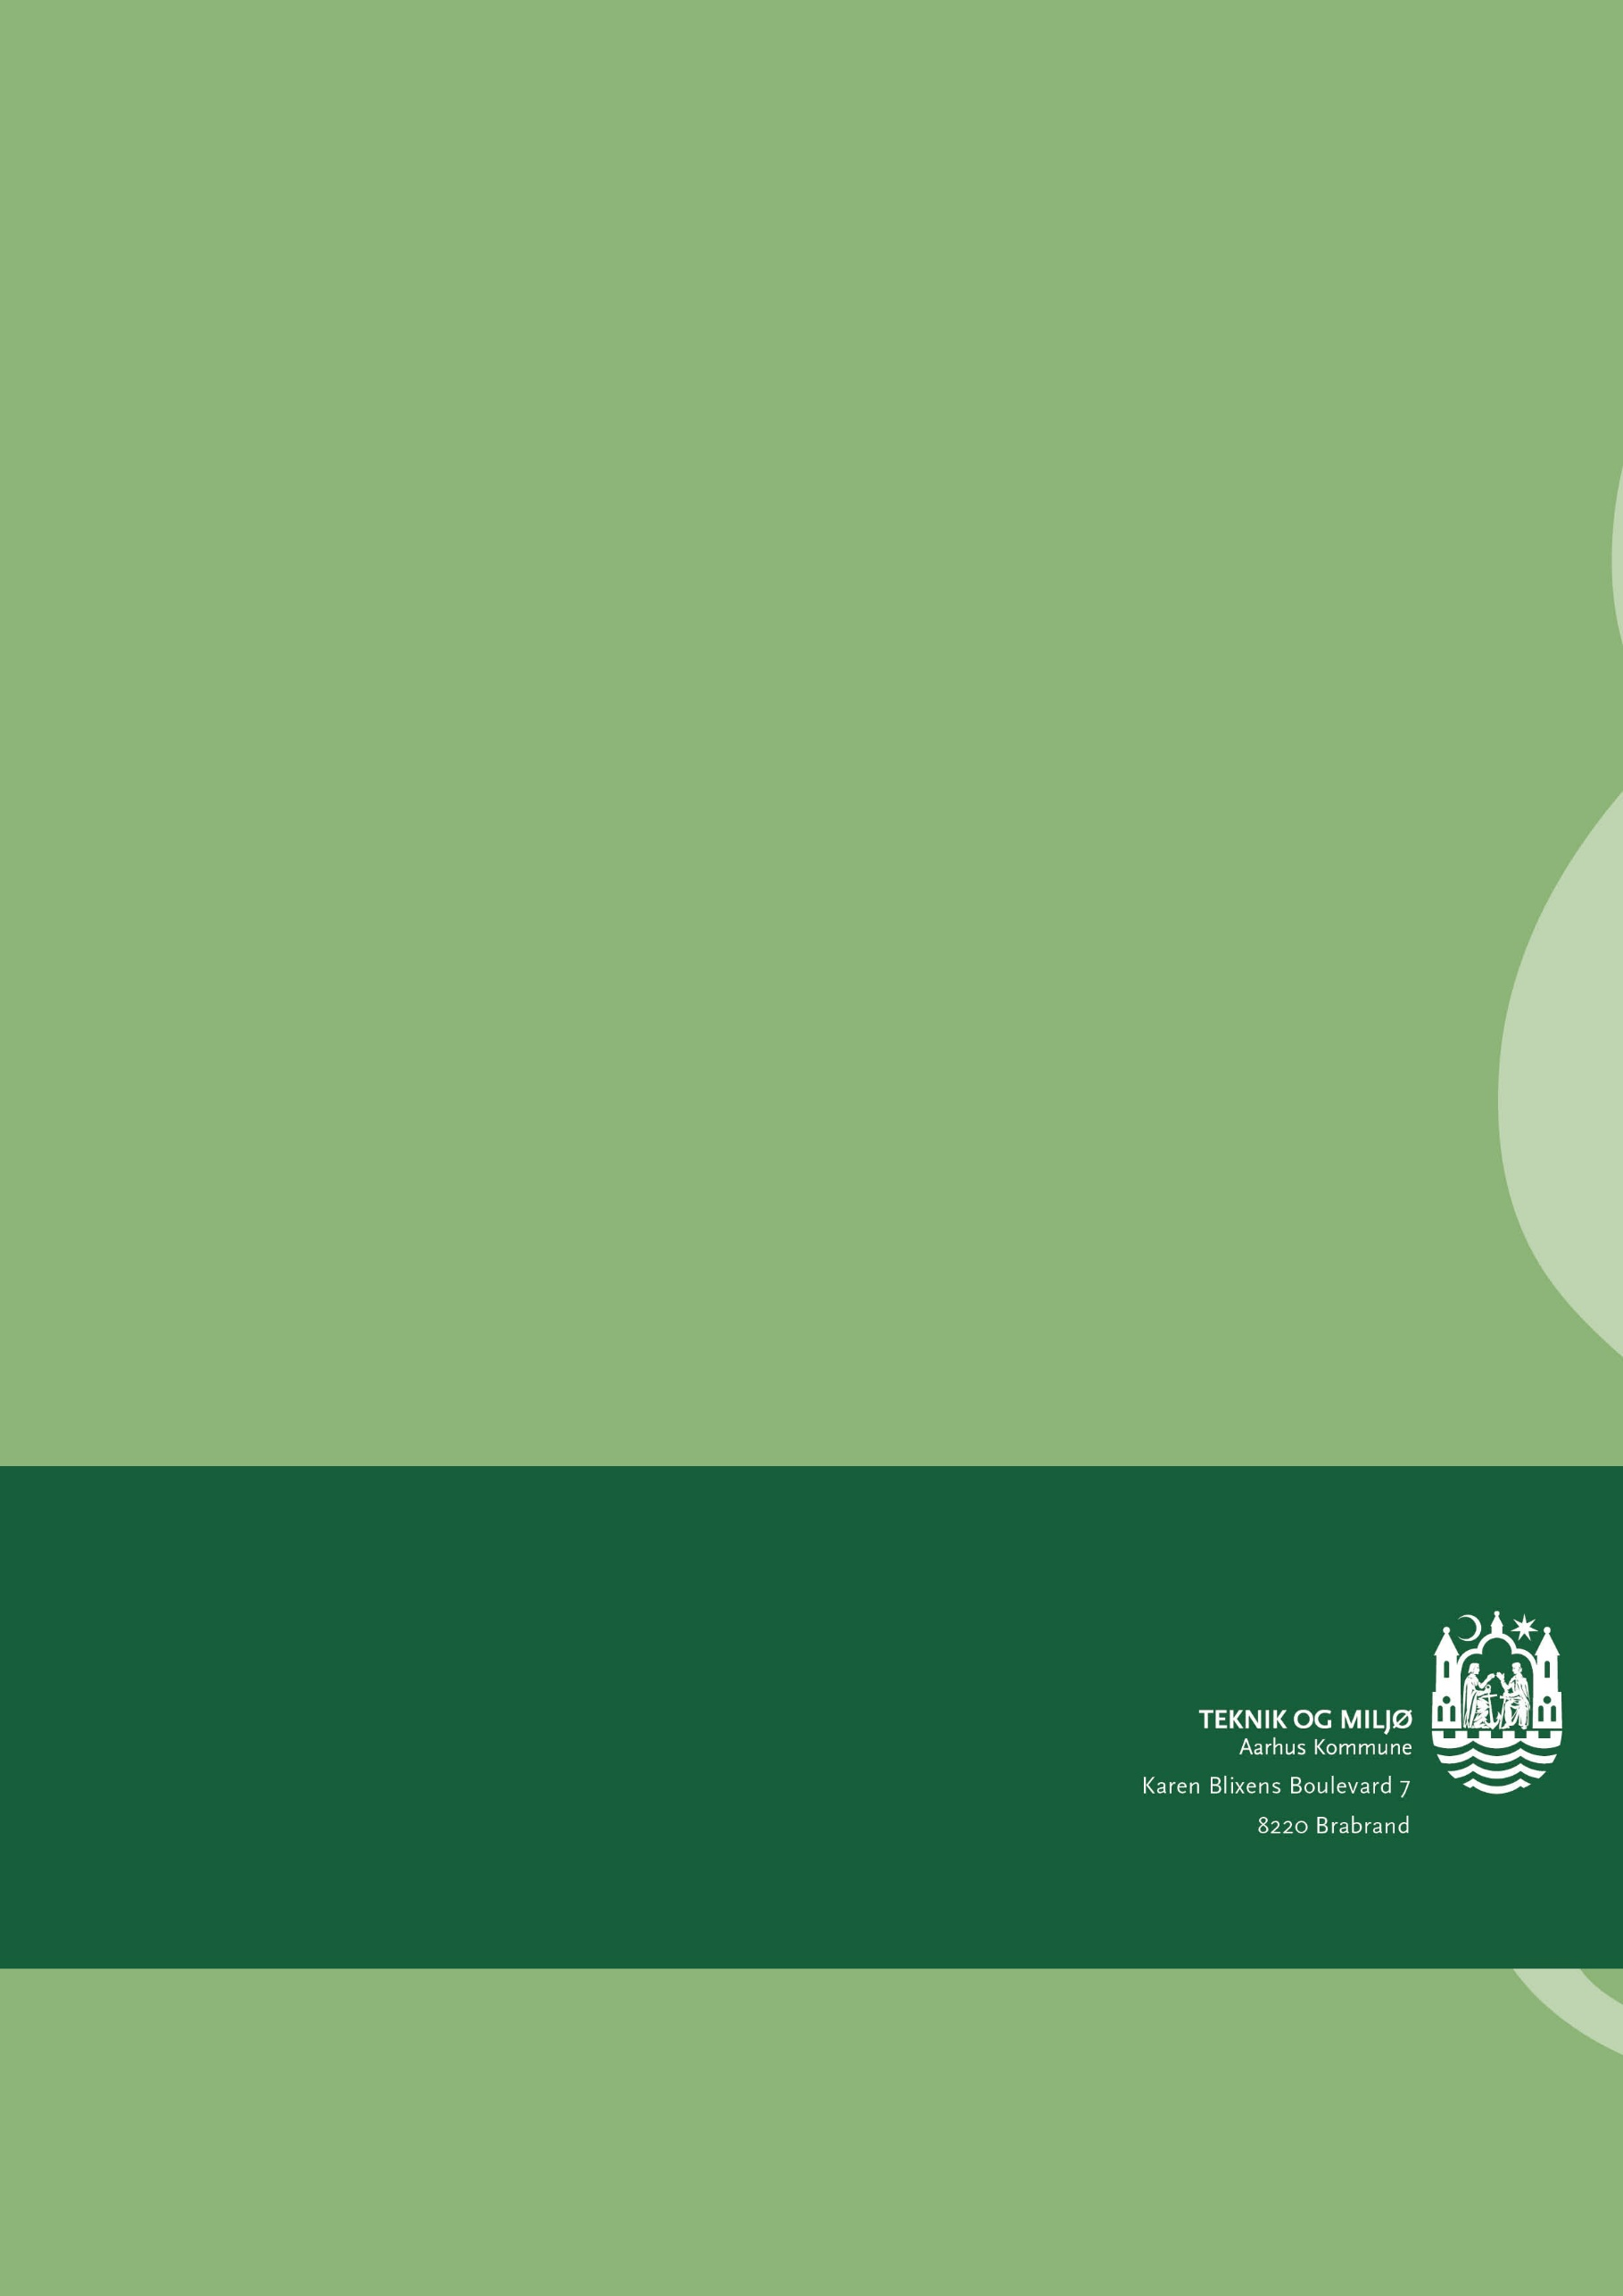 TEKNIK OG MILJØ
Aarhus Kommune
Karen Blixens Boulevard 7
8220 Brabrand